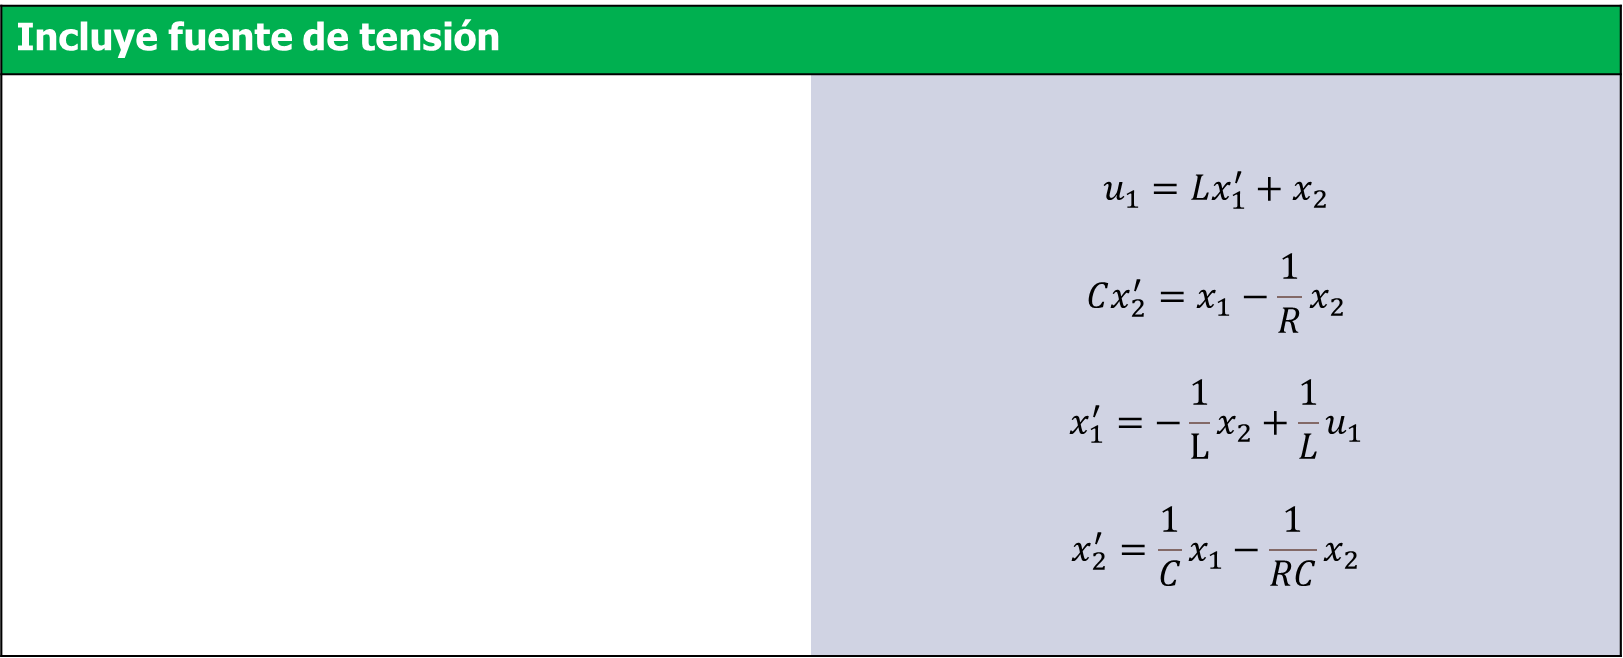 Incluye fuente de tensión
u₁ = Lx₁′ + x₂
Cx₂′ = x₁ − 1/R x₂
x₁′ = − 1/L x₂ + 1/L u₁
x₂′ = 1/C x₁ − 1/RC x₂